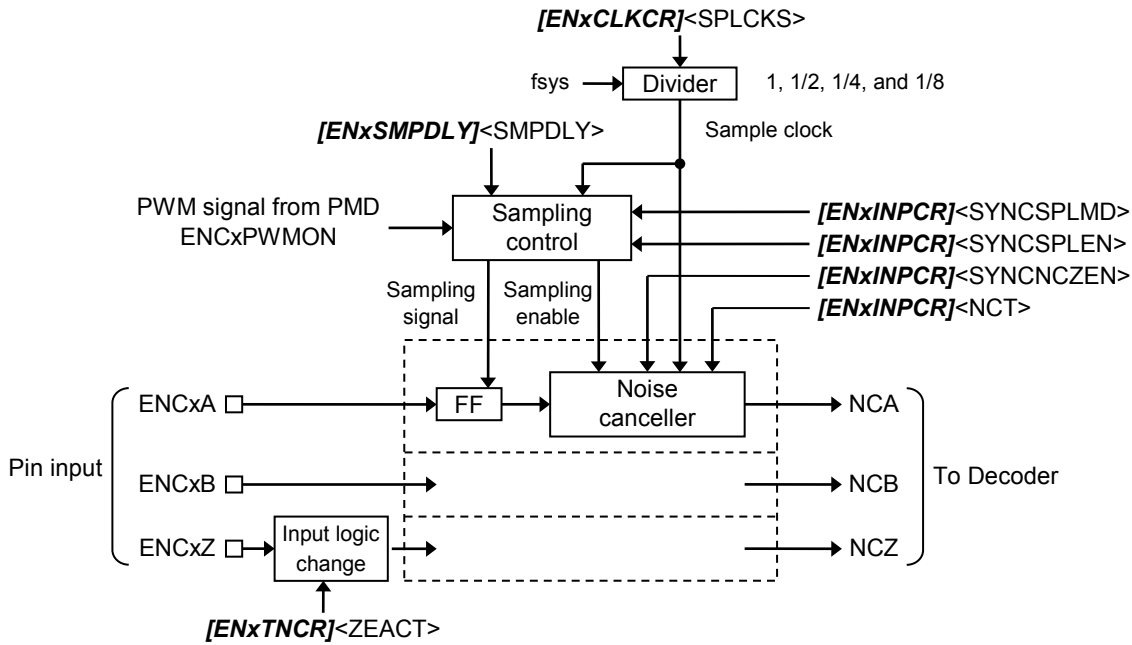 [ENxCLKCR]<SPLCKS>
fsys
Divider
1, 1/2, 1/4, and 1/8
[ENxSMPDLY]<SMPDLY>
Sample clock
PWM signal from PMD
ENCxPWMON
Sampling
control
[ENxINPCR]<SYNCSPLMD>
[ENxINPCR]<SYNCSPLEN>
[ENxINPCR]<SYNCNCZEN>
[ENxINPCR]<NCT>
Sampling
signal
Sampling
enable
Pin input
ENCxA
FF
Noise
canceller
NCA
ENCxB
NCB
To Decoder
ENCxZ
Input logic
change
NCZ
[ENxTNCR]<ZEACT>